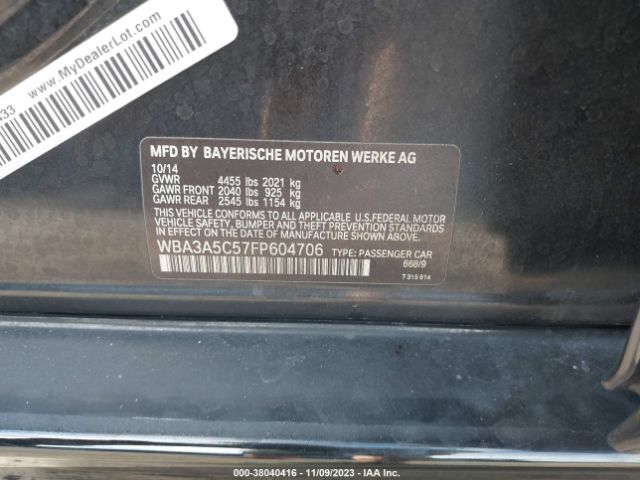 www.MyDealerLot.com
33
MFD BY BAYERISCHE MOTOREN WERKE AG
10/14
GVWR 4455 lbs 2021 kg
GAWR FRONT 2040 lbs 925 kg
GAWR REAR 2545 lbs 1154 kg
THIS VEHICLE CONFORMS TO ALL APPLICABLE U.S. FEDERAL MOTOR
VEHICLE SAFETY, BUMPER, AND THEFT PREVENTION STANDARDS
IN EFFECT ON THE DATE OF MANUFACTURE SHOWN ABOVE.
WBA3A5C57FP604706 TYPE: PASSENGER CAR
668/9
7 315 614
000-38040416 - 11/09/2023 - IAA Inc.